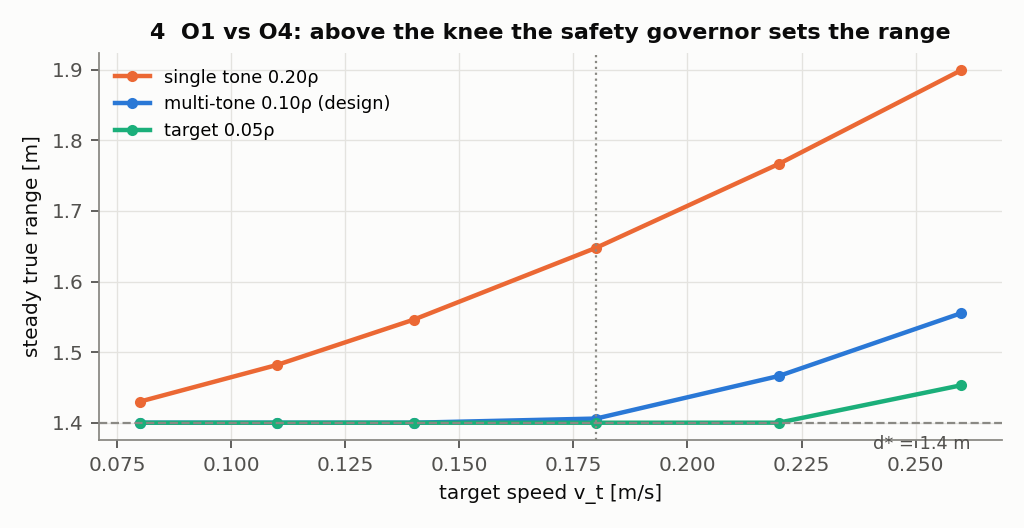 4 O1 vs O4: above the knee the safety governor sets the range
single tone 0.20ρ
multi-tone 0.10ρ (design)
target 0.05ρ
steady true range [m]
1.9
1.8
1.7
1.6
1.5
1.4
d* = 1.4 m
0.075 0.100 0.125 0.150 0.175 0.200 0.225 0.250
target speed v_t [m/s]